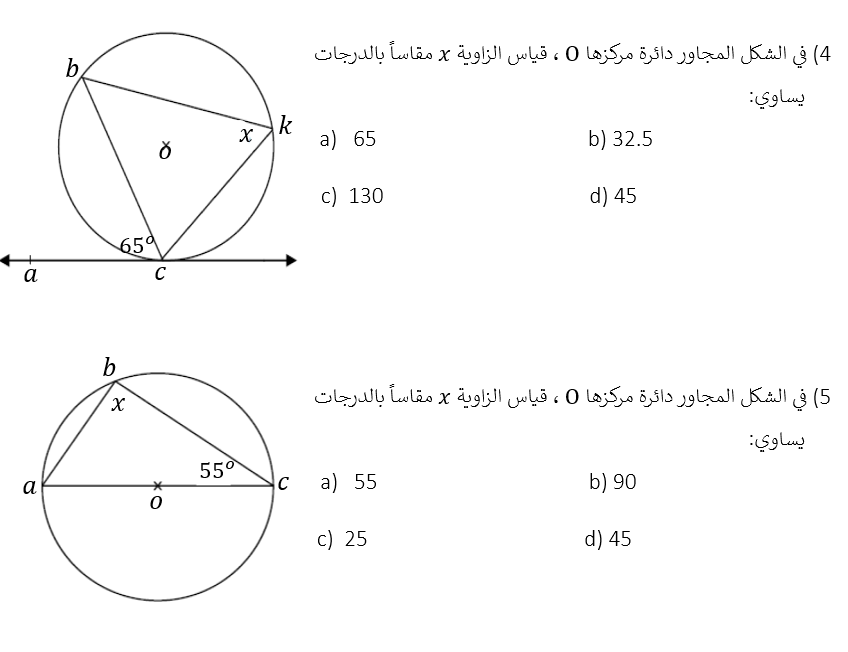 4) في الشكل المجاور دائرة مركزها O ، قياس الزاوية x مقاساً بالدرجات
يساوي:
a) 65 b) 32.5
c) 130 d) 45
b
k
x
o
65°
a
c
5) في الشكل المجاور دائرة مركزها O ، قياس الزاوية x مقاساً بالدرجات
يساوي:
a) 55 b) 90
c) 25 d) 45
b
x
55°
a
o
c